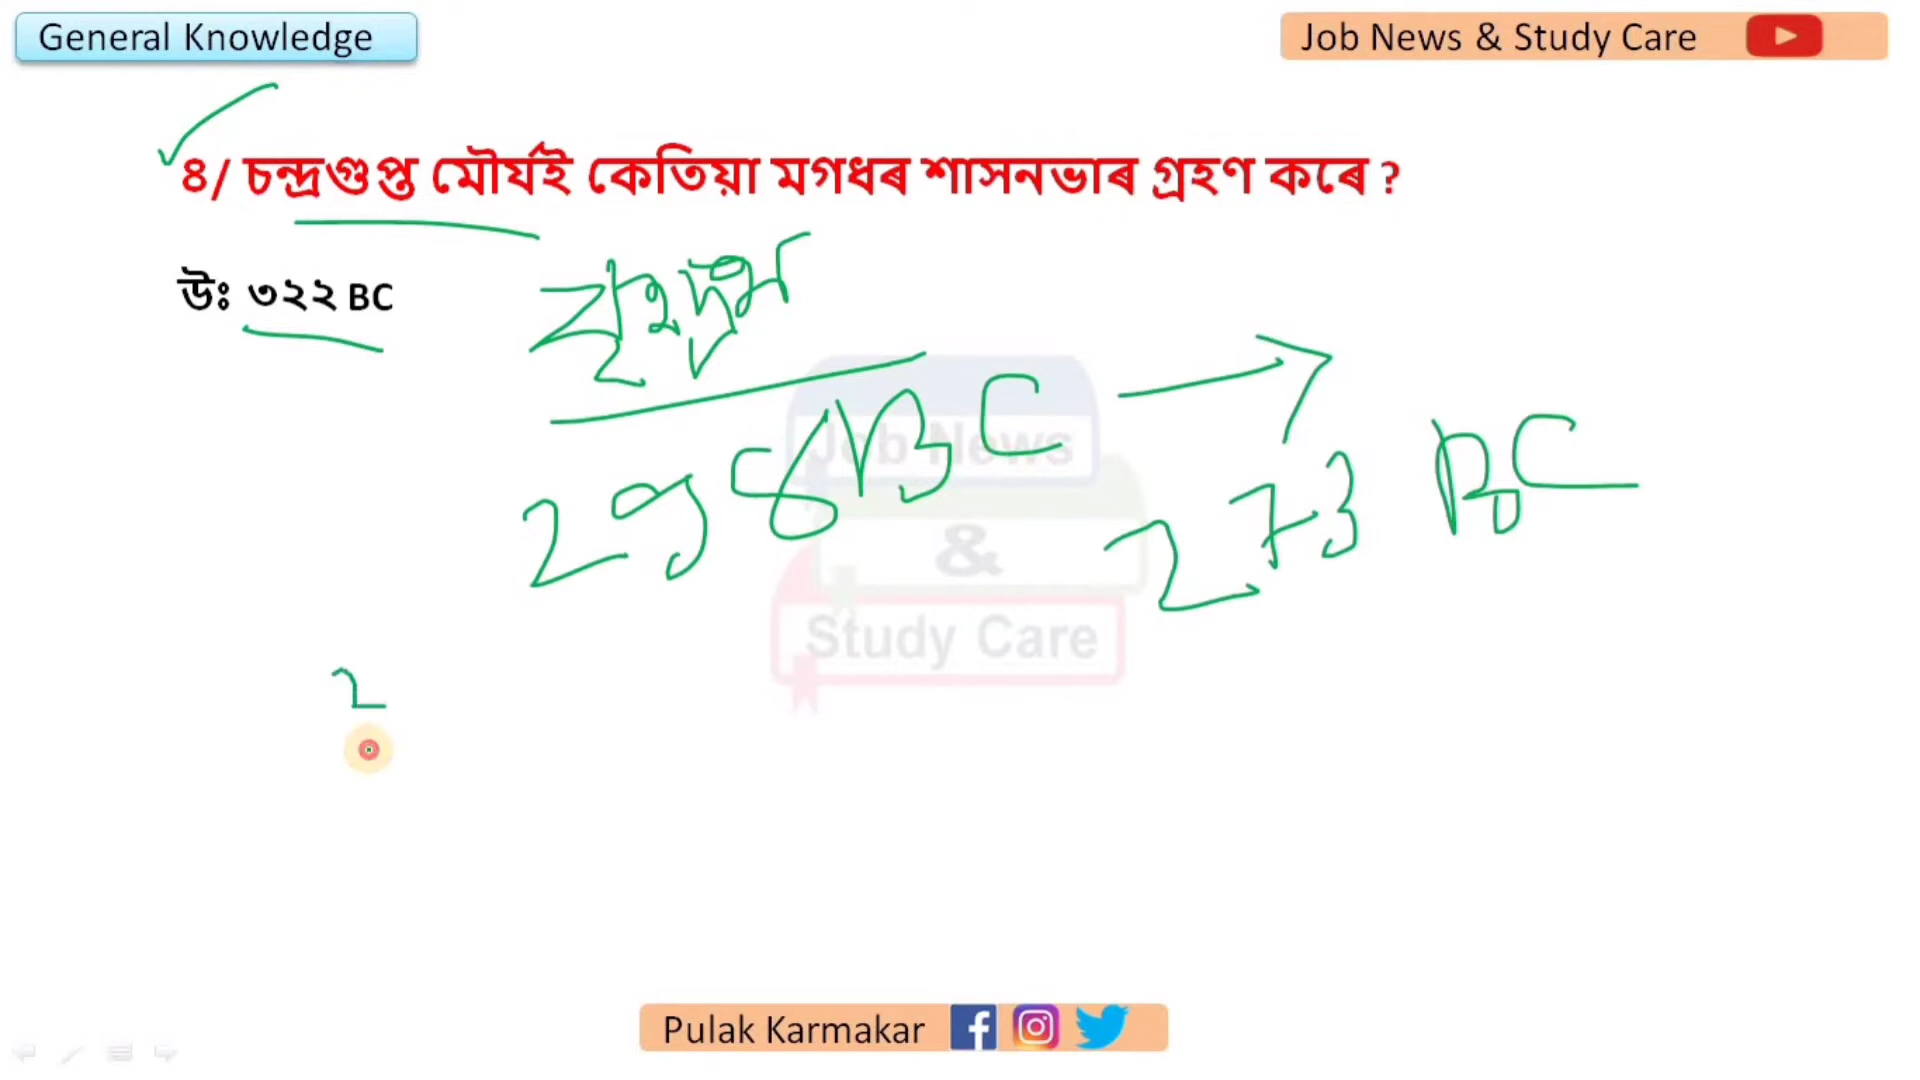 General Knowledge
Job News & Study Care
৪/ চন্দ্ৰগুপ্ত মৌৰ্যই কেতিয়া মগধৰ শাসনভাৰ গ্ৰহণ কৰে ?
উঃ ৩২২ BC
298 BC → 273 BC
Job News
&
Study Care
2
Pulak Karmakar